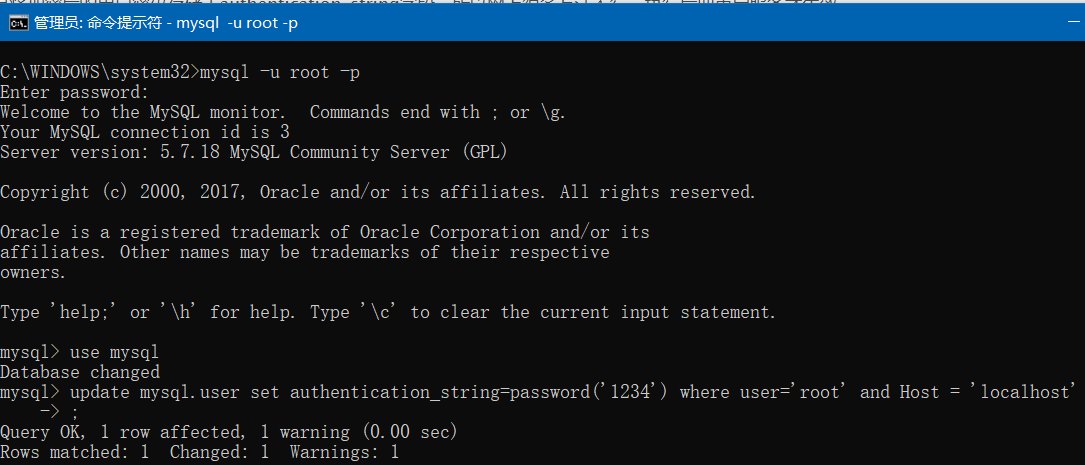 authentication_string
管理员: 命令提示符 - mysql  -u root -p
C:\WINDOWS\system32>mysql -u root -p
Enter password:
Welcome to the MySQL monitor.  Commands end with ; or \g.
Your MySQL connection id is 3
Server version: 5.7.18 MySQL Community Server (GPL)
Copyright (c) 2000, 2017, Oracle and/or its affiliates. All rights reserved.
Oracle is a registered trademark of Oracle Corporation and/or its
affiliates. Other names may be trademarks of their respective
owners.
Type 'help;' or '\h' for help. Type '\c' to clear the current input statement.
mysql> use mysql
Database changed
mysql> update mysql.user set authentication_string=password('1234') where user='root' and Host = 'localhost'
    -> ;
Query OK, 1 row affected, 1 warning (0.00 sec)
Rows matched: 1  Changed: 1  Warnings: 1